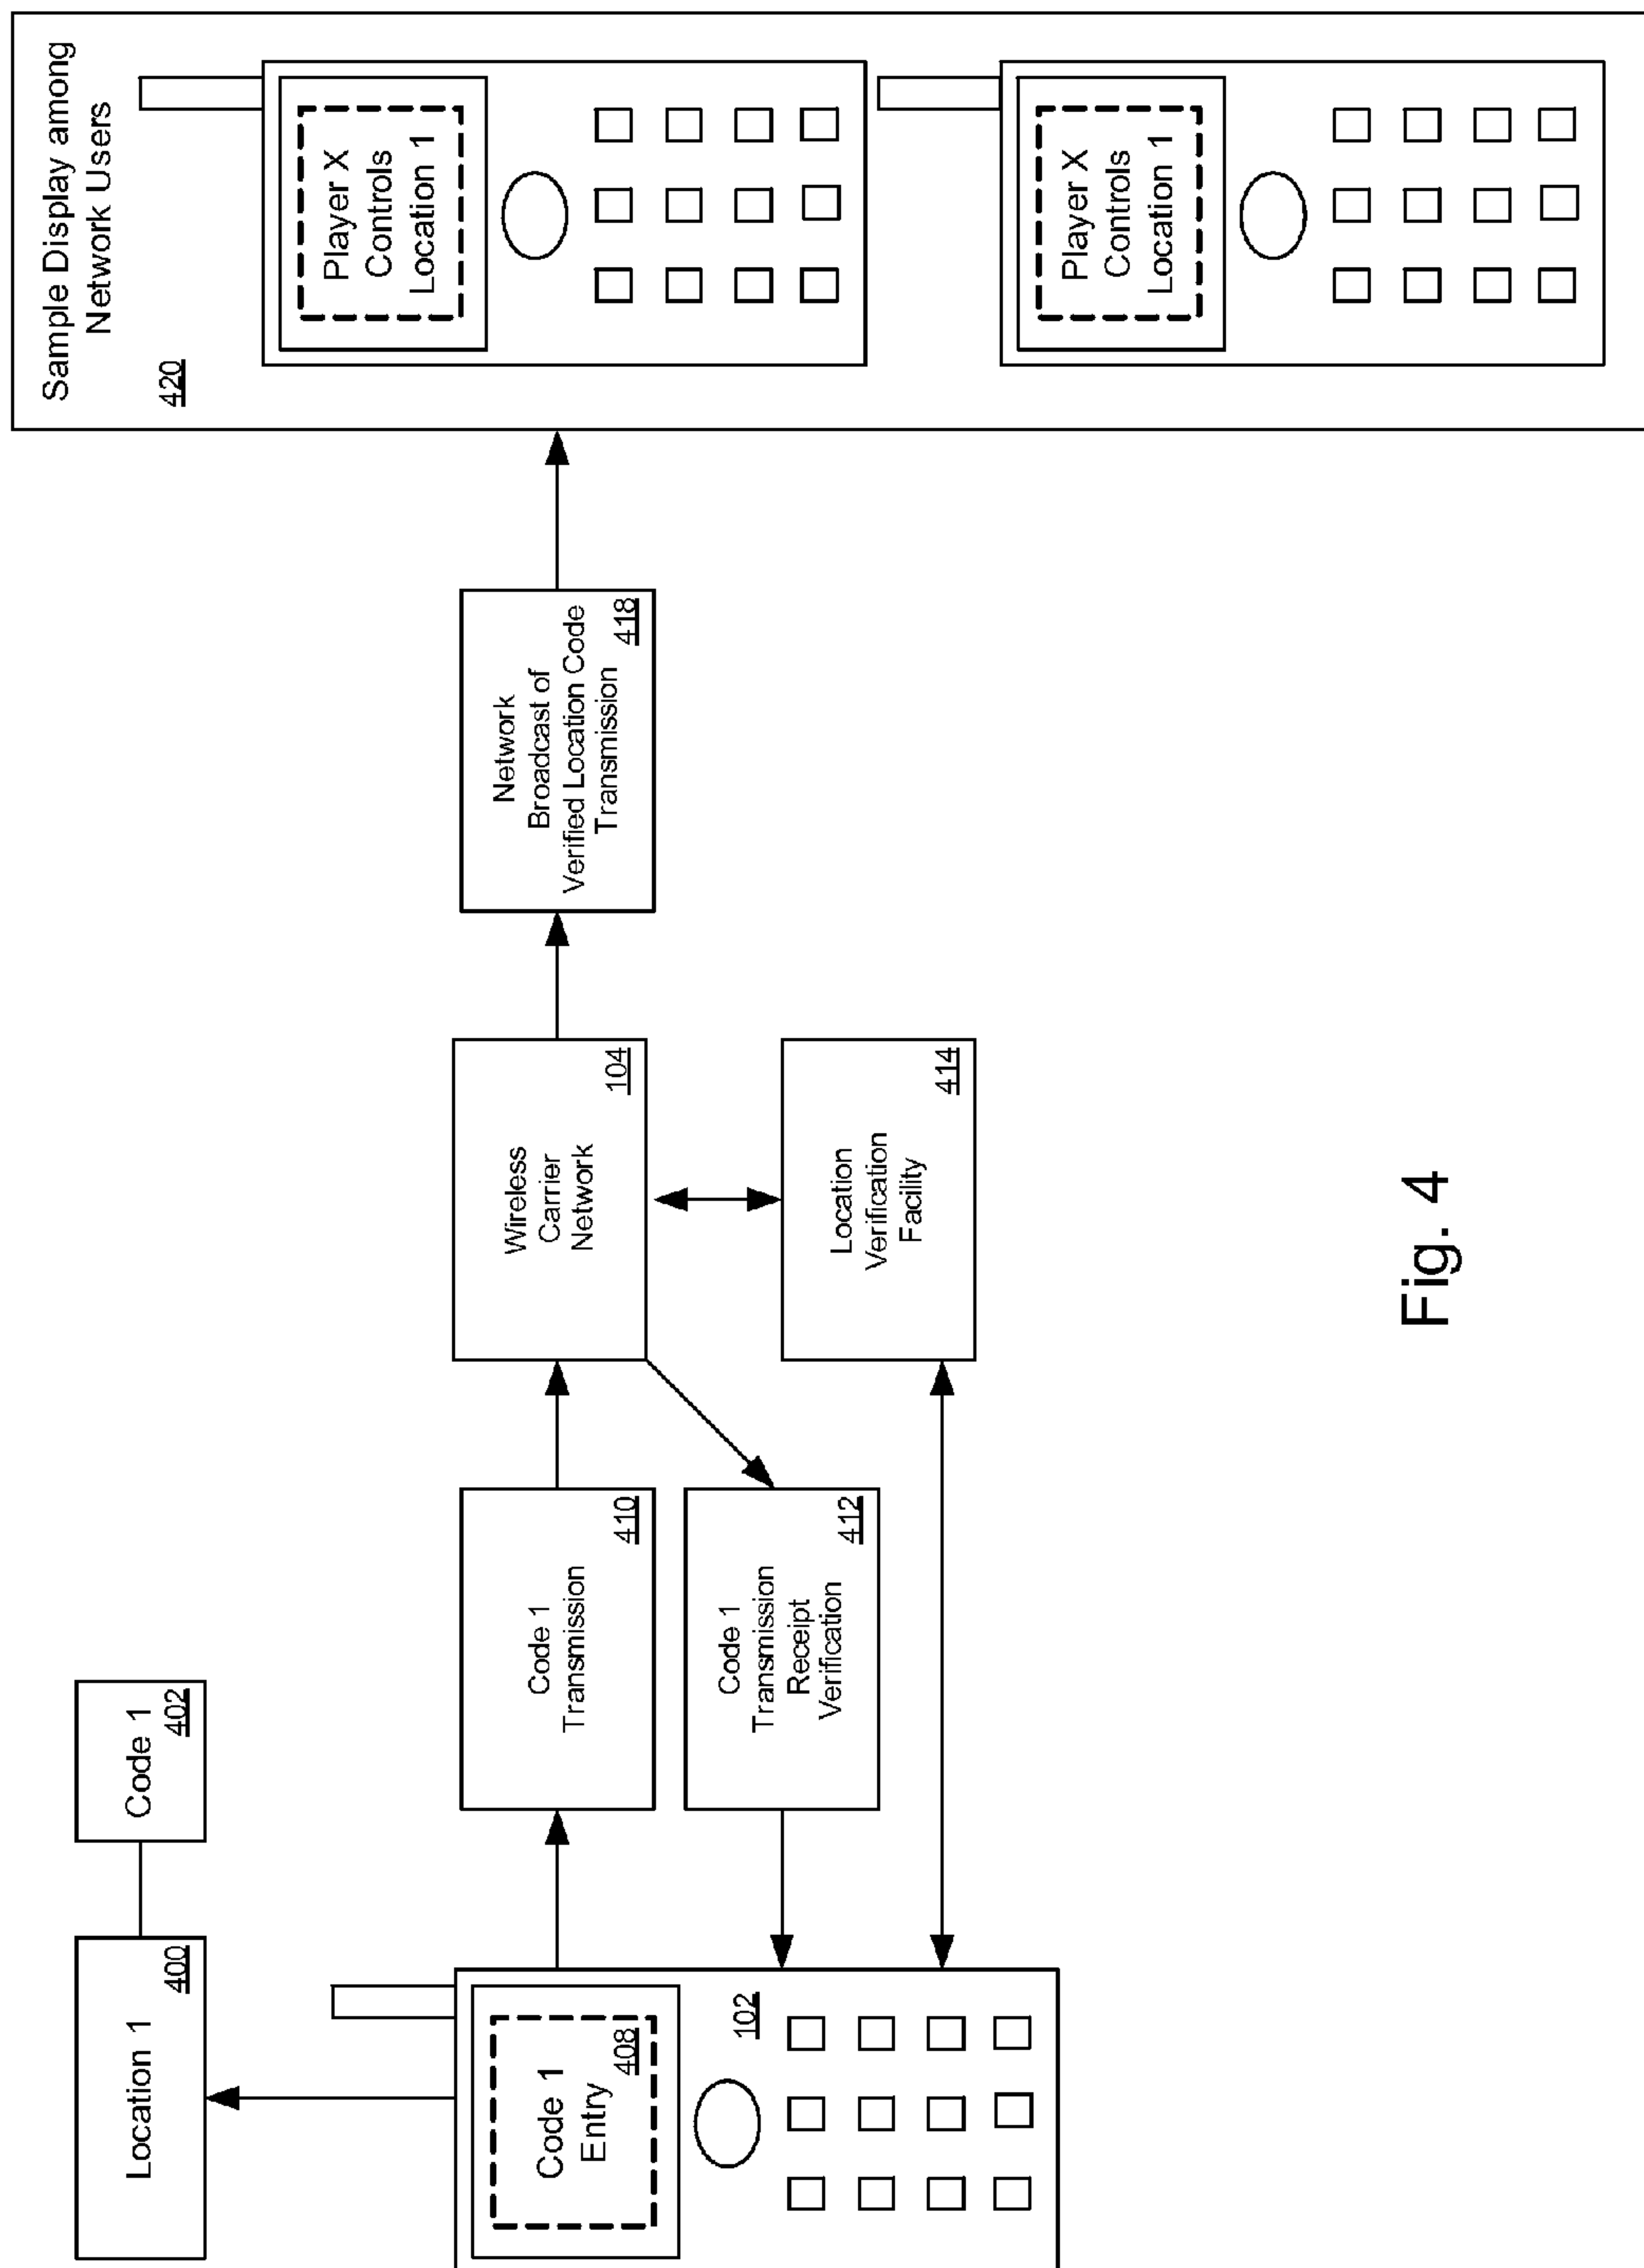 Location 1
400
Code 1
402
Code 1
Entry
408
102
Code 1
Transmission
410
Code 1
Transmission
Receipt
Verification
412
Wireless
Carrier
Network
104
Location
Verification
Facility
414
Network
Broadcast of
Verified Location Code
Transmission
418
Sample Display among
Network Users
420
Player X
Controls
Location 1
Player X
Controls
Location 1
Fig. 4